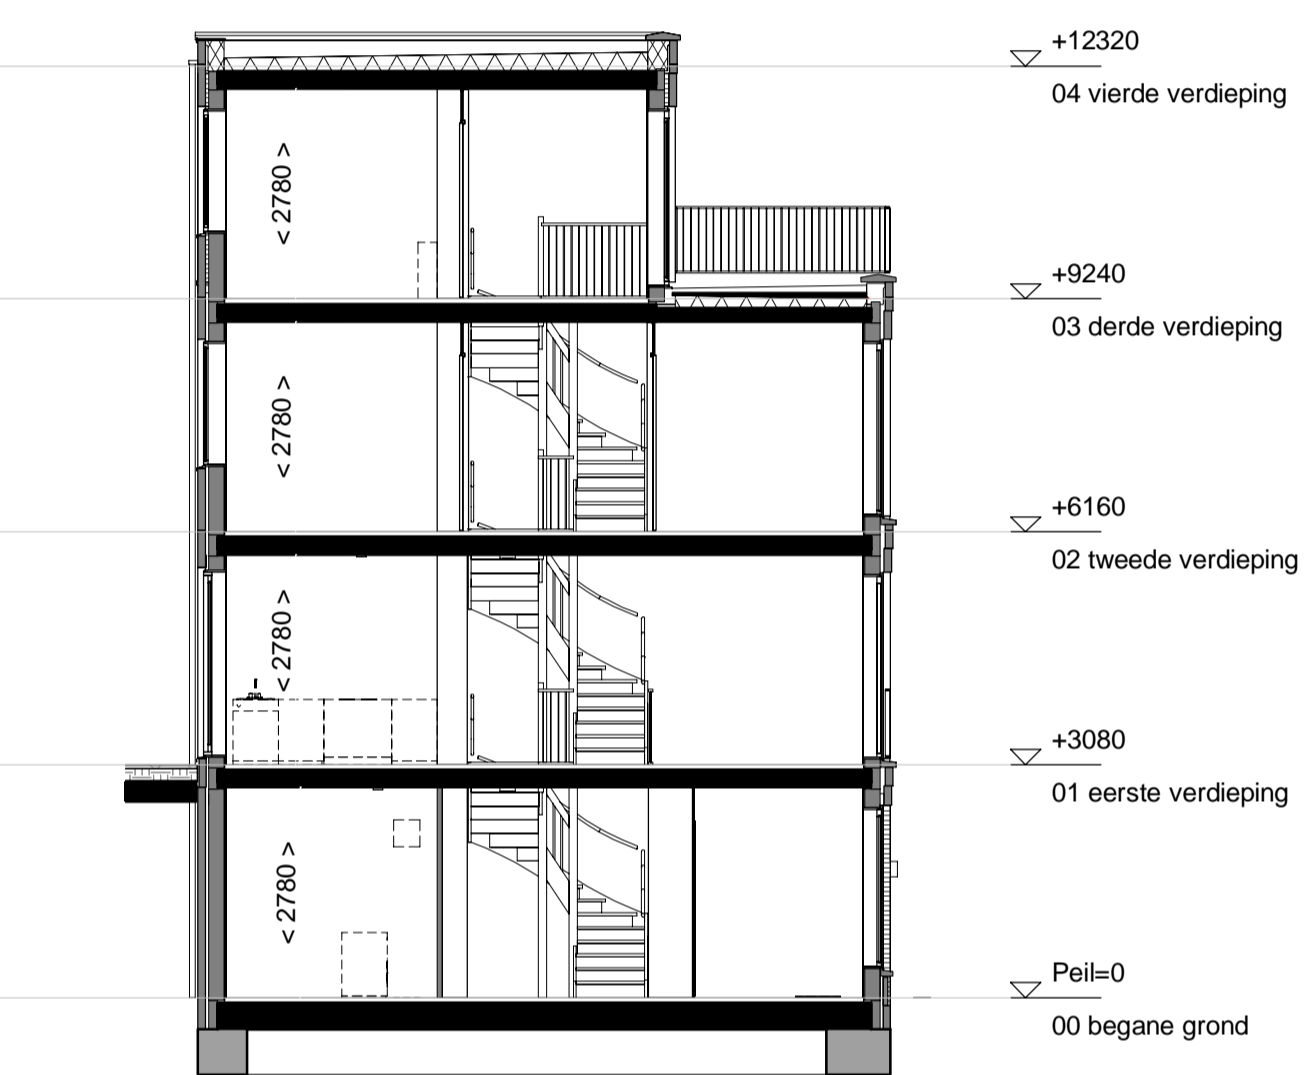 +12320
04 vierde verdieping
< 2780 >
+9240
03 derde verdieping
< 2780 >
+6160
02 tweede verdieping
< 2780 >
+3080
01 eerste verdieping
< 2780 >
Peil=0
00 begane grond